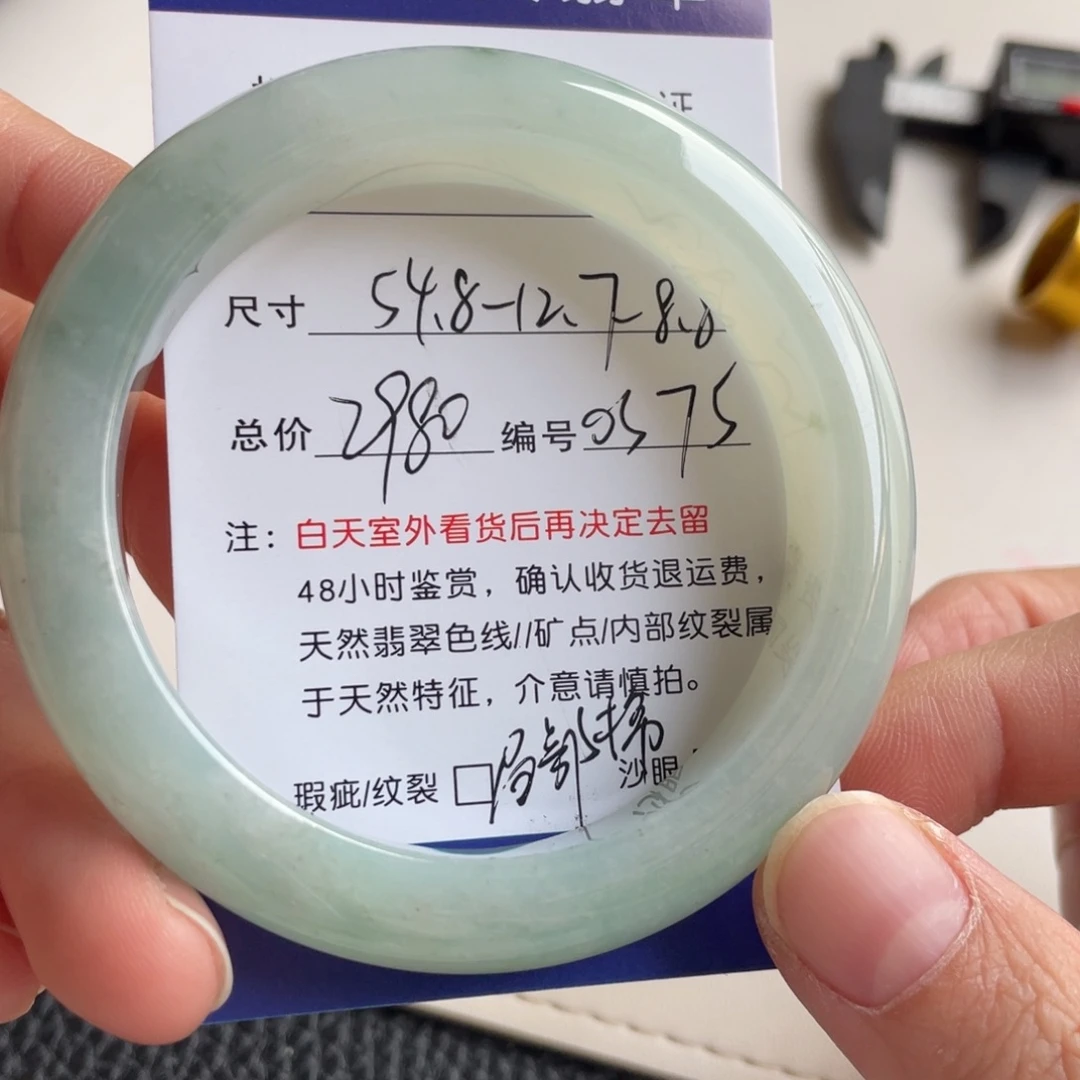 证
尺寸 54.8-12.7-8.0
总价 2980 编号 0575
注：白天室外看货后再决定去留
48小时鉴赏，确认收货退运费，
天然翡翠色线//矿点/内部纹裂属
于天然特征，介意请慎拍。
瑕疵/纹裂 □局部棉 沙眼